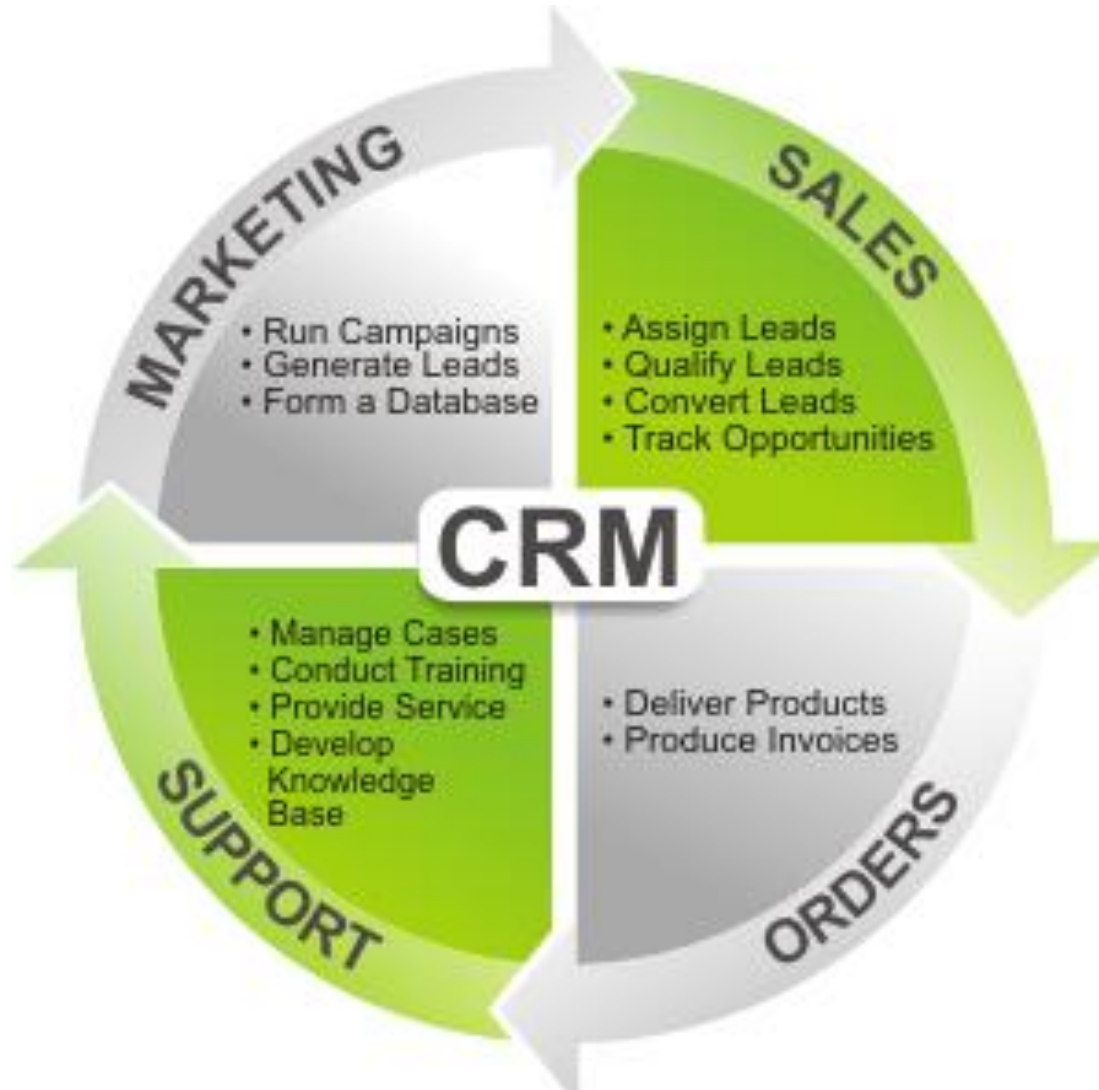 MARKETING
• Run Campaigns
• Generate Leads
• Form a Database
SALES
• Assign Leads
• Qualify Leads
• Convert Leads
• Track Opportunities
CRM
SUPPORT
• Manage Cases
• Conduct Training
• Provide Service
• Develop
Knowledge
Base
ORDERS
• Deliver Products
• Produce Invoices